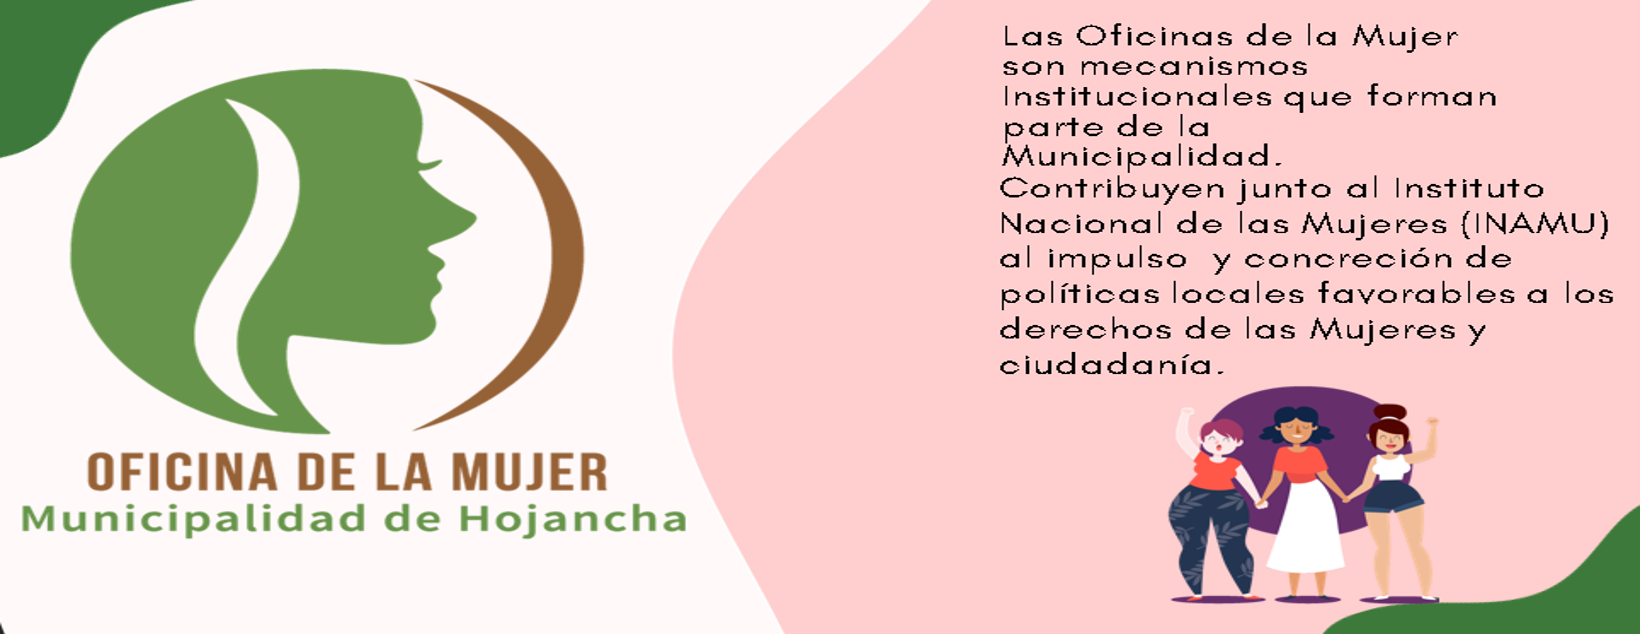 OFICINA DE LA MUJER
Municipalidad de Hojancha
Las Oficinas de la Mujer
son mecanismos
Institucionales que forman
parte de la
Municipalidad.
Contribuyen junto al Instituto
Nacional de las Mujeres (INAMU)
al impulso  y concreción de
políticas locales favorables a los
derechos de las Mujeres y
ciudadanía.